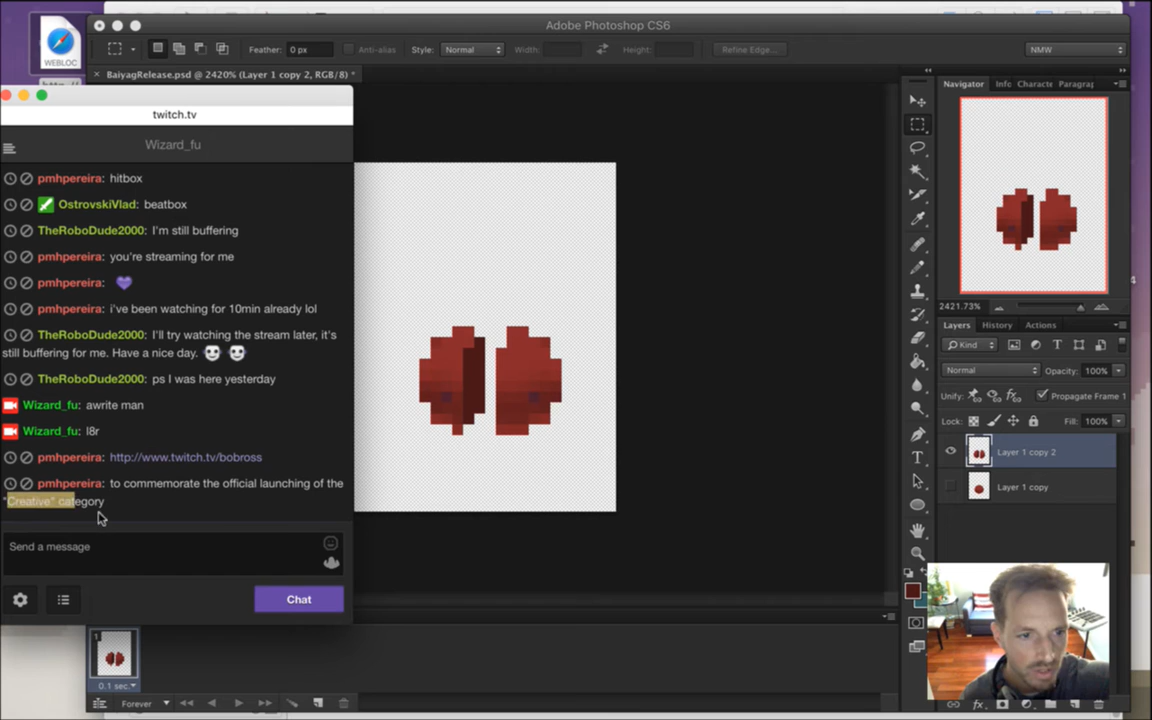 Adobe Photoshop CS6
WEBLOC
Feather: 0 px
Anti-alias
Style: Normal
Width:
Height:
Refine Edge...
NMW
× BaiyagRelease.psd @ 2420% (Layer 1 copy 2, RGB/8) *
twitch.tv
Wizard_fu
pmhpereira: hitbox
OstrovskiVlad: beatbox
TheRoboDude2000: I'm still buffering
pmhpereira: you're streaming for me
pmhpereira:
pmhpereira: i've been watching for 10min already lol
TheRoboDude2000: I'll try watching the stream later, it's
still buffering for me. Have a nice day.
TheRoboDude2000: ps I was here yesterday
Wizard_fu: awrite man
Wizard_fu: l8r
pmhpereira: http://www.twitch.tv/bobross
pmhpereira: to commemorate the official launching of the
"Creative" category
Send a message
Chat
Navigator
Info
Characte
Paragraı
2421.73%
Layers
History
Actions
Kind
Normal
Opacity: 100%
Unify:
Propagate Frame 1
Lock:
Fill: 100%
Layer 1 copy 2
Layer 1 copy
1
0.1 sec.
Forever